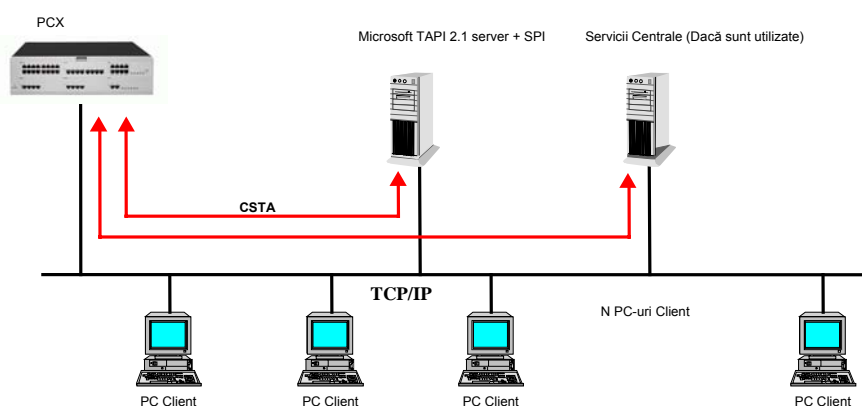 PCX
Microsoft TAPI 2.1 server + SPI
Servicii Centrale (Dacă sunt utilizate)
CSTA
TCP/IP
N PC-uri Client
PC Client
PC Client
PC Client
PC Client